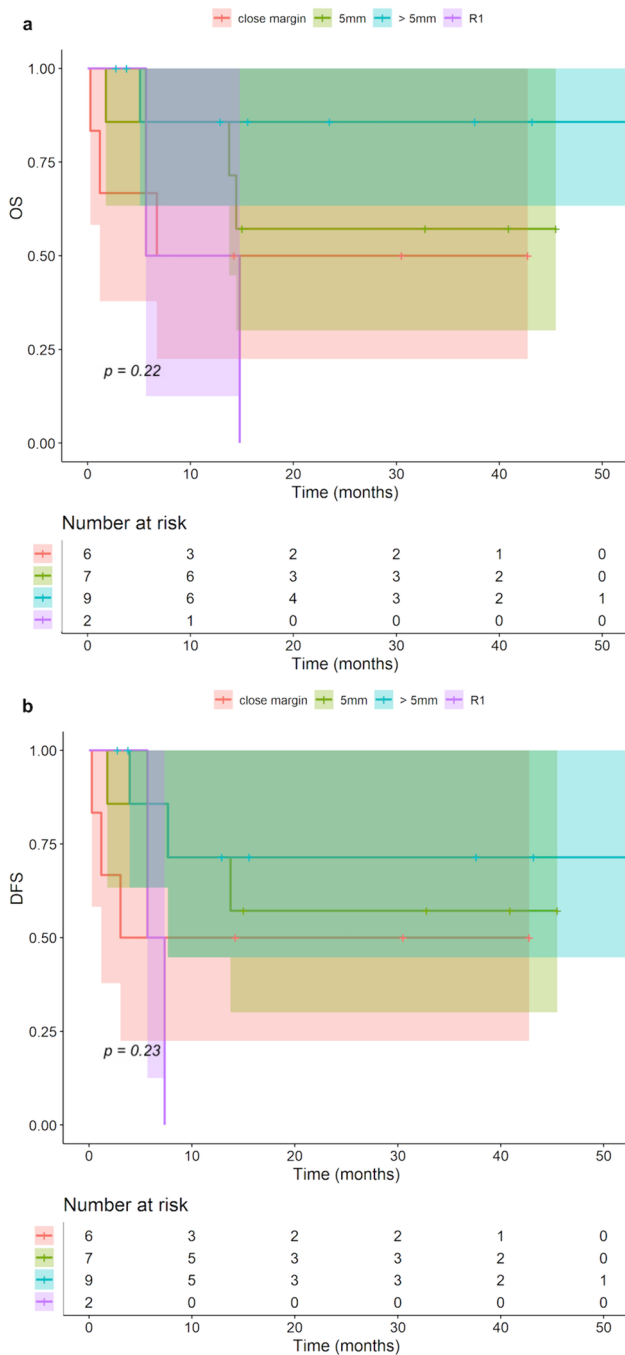 a
close margin 5mm > 5mm R1
1.00
0.75
0.50
0.25
0.00
OS
p = 0.22
0 10 20 30 40 50
Time (months)
Number at risk
6 3 2 2 1 0
7 6 3 3 2 0
9 6 4 3 2 1
2 1 0 0 0 0
0 10 20 30 40 50
Time (months)
b
close margin 5mm > 5mm R1
1.00
0.75
0.50
0.25
0.00
DFS
p = 0.23
0 10 20 30 40 50
Time (months)
Number at risk
6 3 2 2 1 0
7 5 3 3 2 0
9 5 3 3 2 1
2 0 0 0 0 0
0 10 20 30 40 50
Time (months)